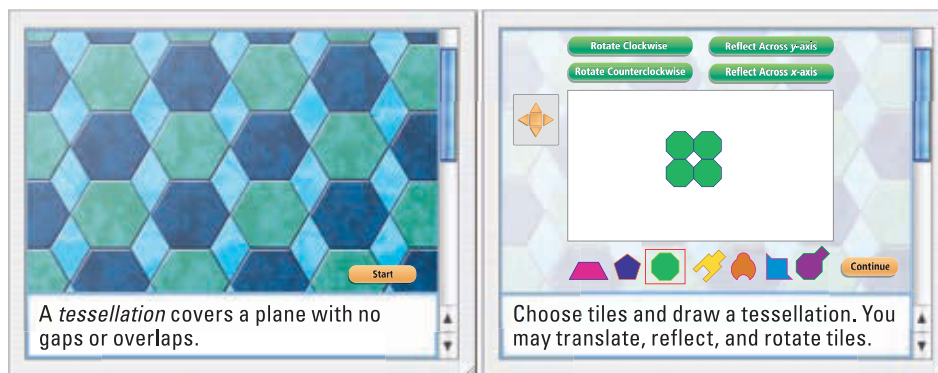 Start
A tessellation covers a plane with no
gaps or overlaps.
Rotate Clockwise
Reflect Across y-axis
Rotate Counterclockwise
Reflect Across x-axis
Continue
Choose tiles and draw a tessellation. You
may translate, reflect, and rotate tiles.